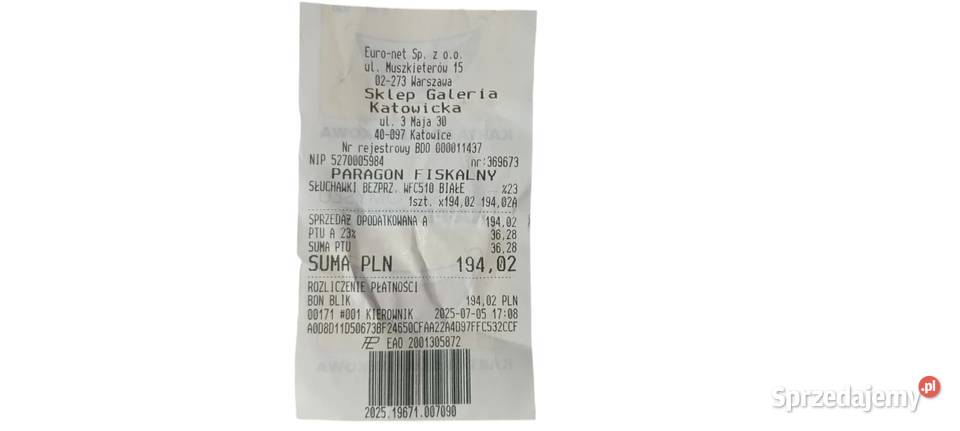 Euro-net Sp. z o.o.
ul. Muszkieterów 15
02-273 Warszawa
Sklep Galeria
Katowicka
ul. 3 Maja 30
40-097 Katowice
Nr rejestrowy BDO 000011437
NIP 5270005984 nr:369673
PARAGON FISKALNY
SŁUCHAWKI BEZPRZ. WFC510 BIAŁE %23
1szt. x194,02 194,02A
SPRZEDAŻ OPODATKOWANA A 194,02
PTU A 23% 36,28
SUMA PTU 36,28
SUMA PLN 194,02
ROZLICZENIE PŁATNOŚCI
BON BLIK 194,02 PLN
00171 #001 KIEROWNIK 2025-07-05 17:08
A0D8D11D50673BF24650CFAA22A4D97FFC532CCF
EAO 2001305872
2025.19671.007090
Sprzedajemy.pl